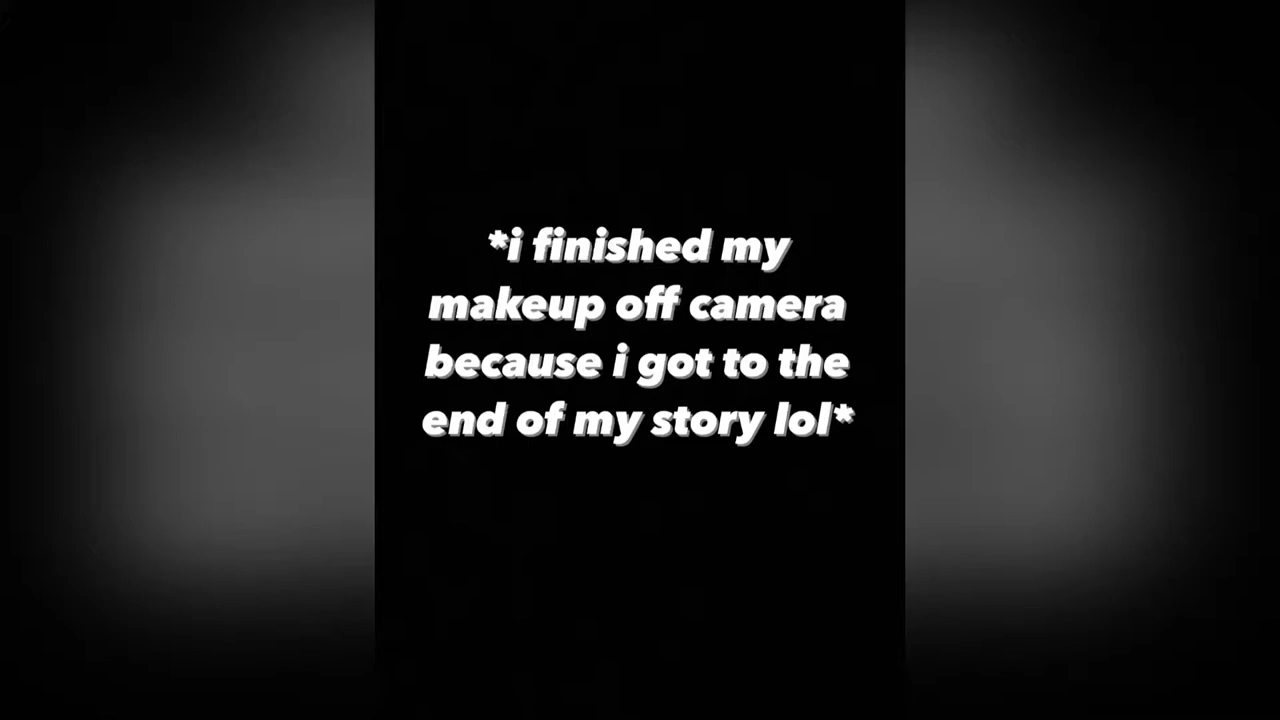 *i finished my
makeup off camera
because i got to the
end of my story lol*